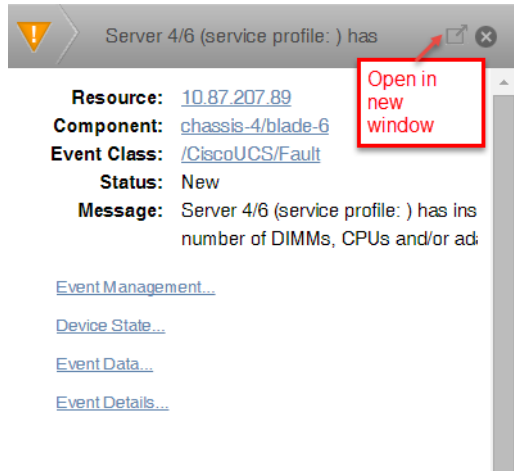 Server 4/6 (service profile: ) has
Open in
new
window
Resource: 10.87.207.89
Component: chassis-4/blade-6
Event Class: /CiscoUCS/Fault
Status: New
Message: Server 4/6 (service profile: ) has ins
number of DIMMs, CPUs and/or
Event Management...
Device State...
Event Data...
Event Details...